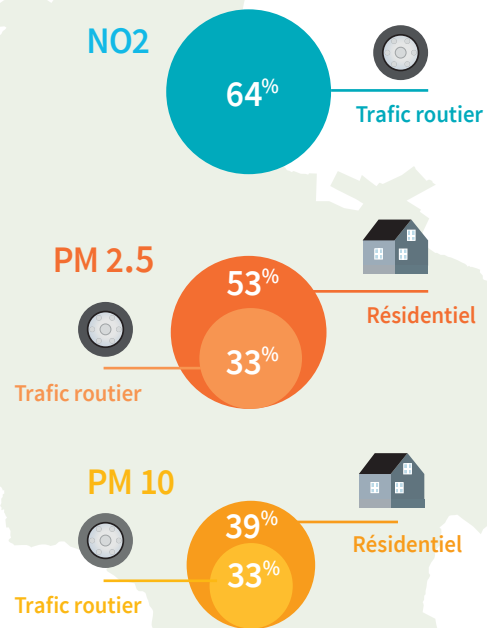 NO2
64%
Trafic routier
PM 2.5
53%
Résidentiel
33%
Trafic routier
PM 10
39%
Résidentiel
33%
Trafic routier